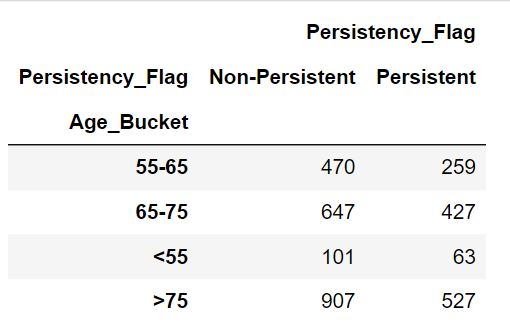 Persistency_Flag
Persistency_Flag Non-Persistent Persistent
Age_Bucket
55-65 470 259
65-75 647 427
<55 101 63
>75 907 527